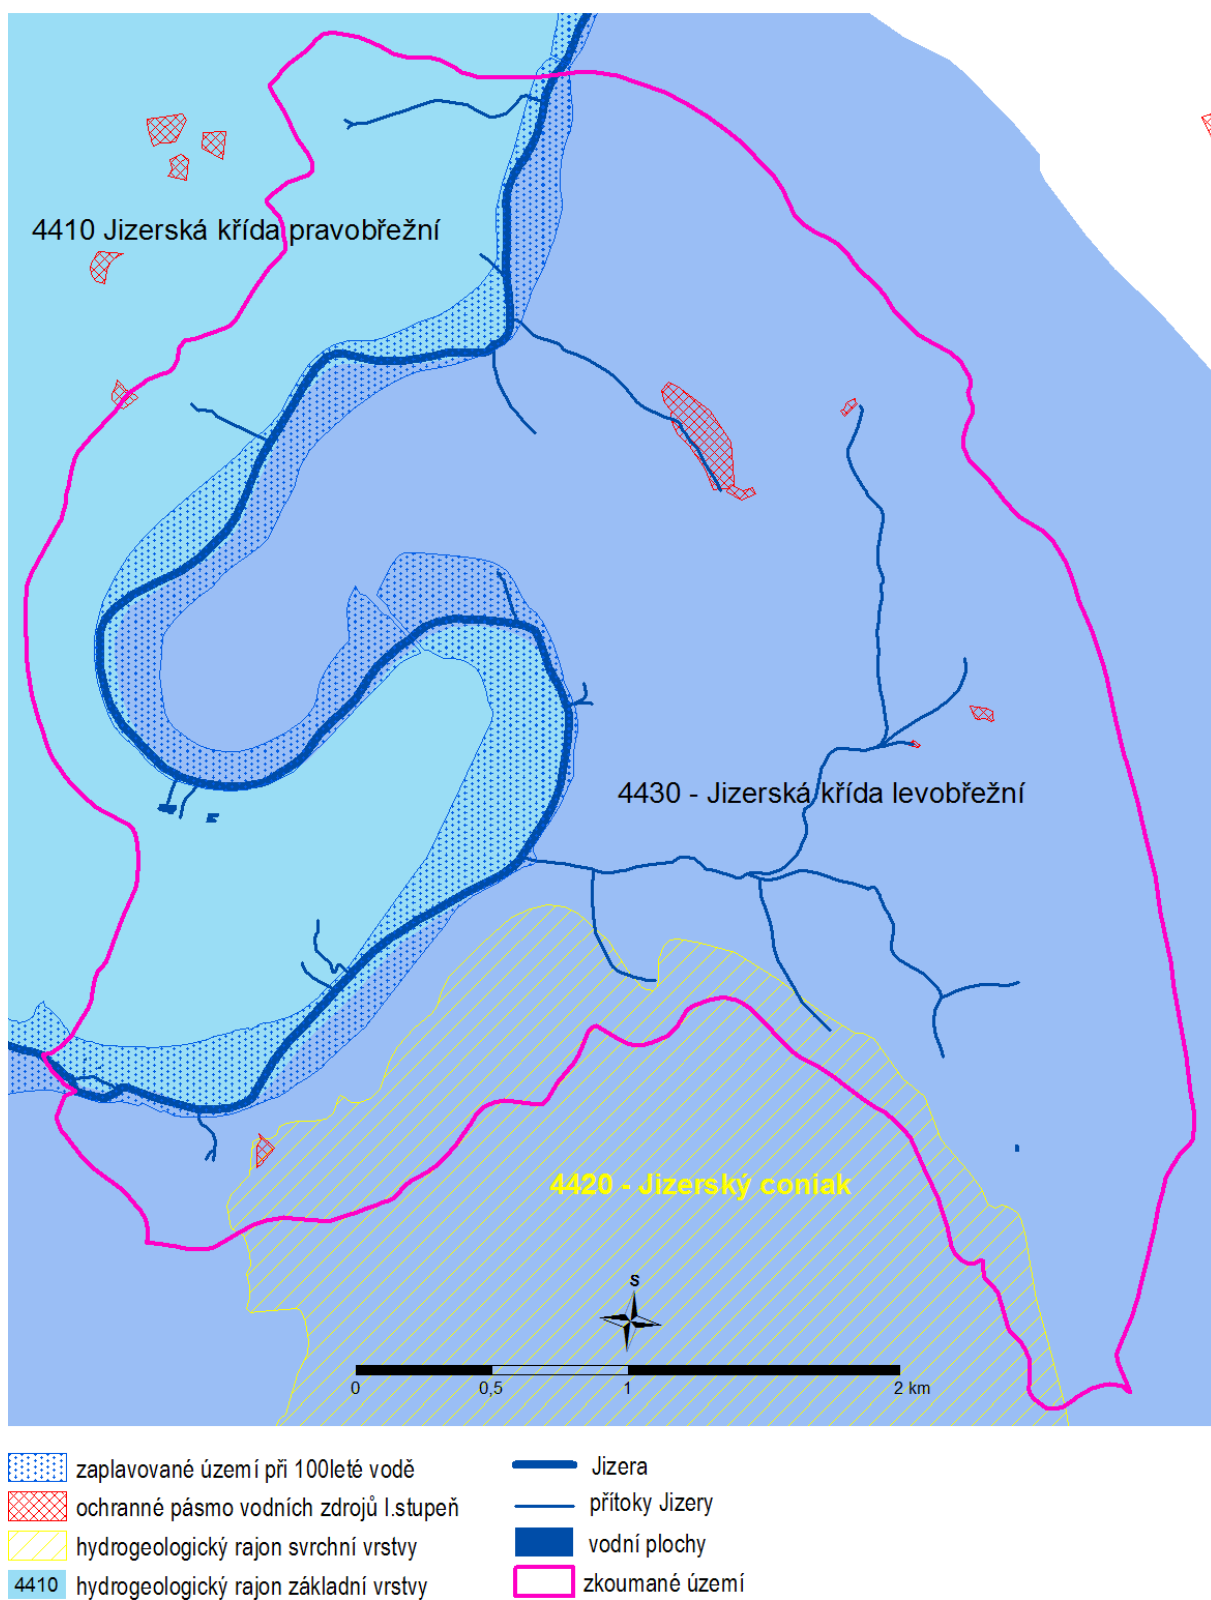 4410 Jizerská křída pravobřežní
4430 - Jizerská křída levobřežní
4420 - Jizerský coniak
S
0 0,5 1 2 km
zaplavované území při 100leté vodě
ochranné pásmo vodních zdrojů I.stupeň
hydrogeologický rajon svrchní vrstvy
4410 hydrogeologický rajon základní vrstvy
Jizera
přítoky Jizery
vodní plochy
zkoumané území